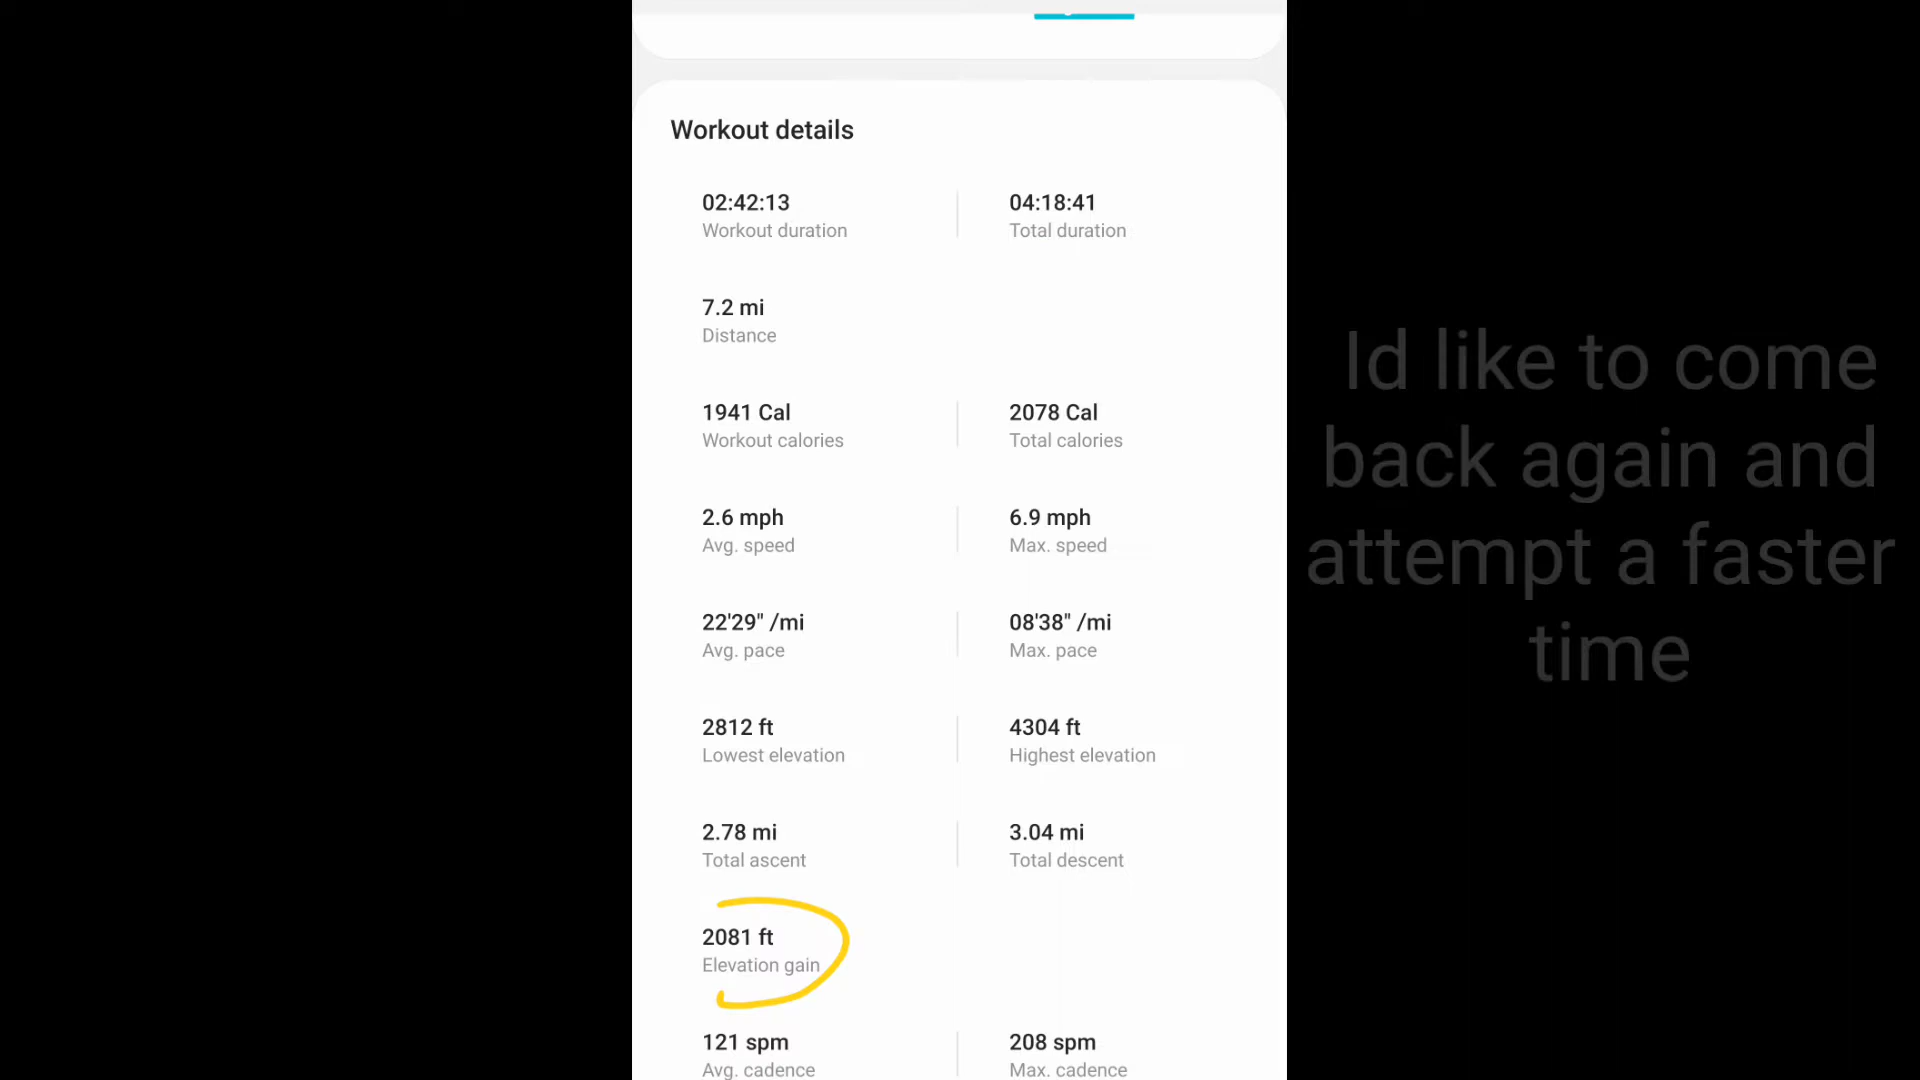 Workout details
02:42:13
Workout duration
04:18:41
Total duration
7.2 mi
Distance
1941 Cal
Workout calories
2078 Cal
Total calories
2.6 mph
Avg. speed
6.9 mph
Max. speed
22'29" /mi
Avg. pace
08'38" /mi
Max. pace
2812 ft
Lowest elevation
4304 ft
Highest elevation
2.78 mi
Total ascent
3.04 mi
Total descent
2081 ft
Elevation gain
121 spm
Avg. cadence
208 spm
Max. cadence
Id like to come
back again and
attempt a faster
time